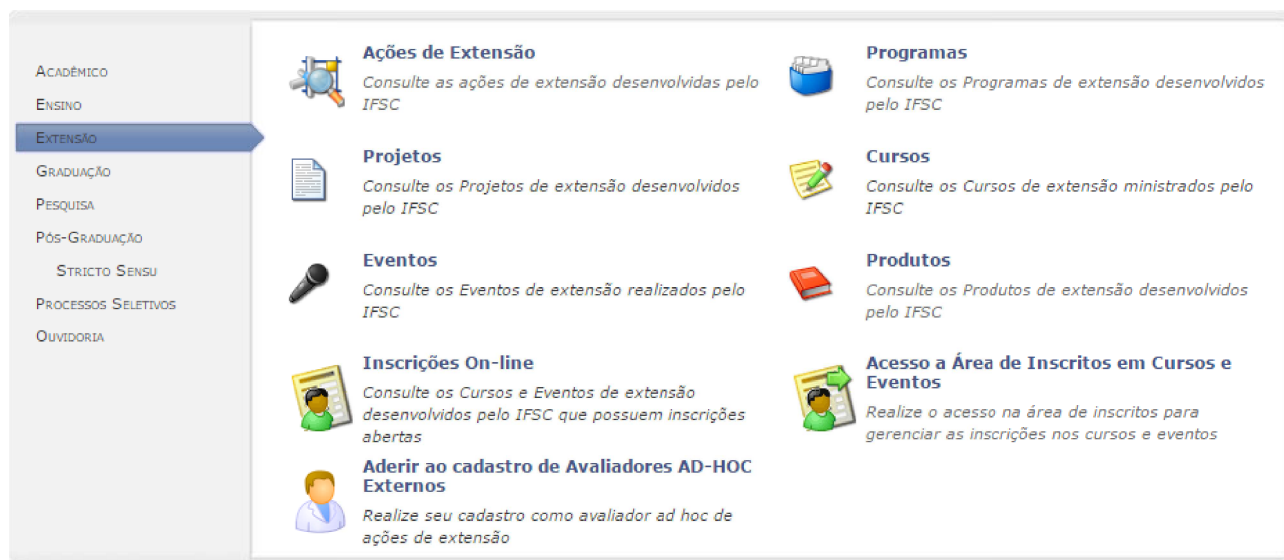 Acadêmico
Ensino
Extensão
Graduação
Pesquisa
Pós-Graduação
Stricto Sensu
Processos Seletivos
Ouvidoria
Ações de Extensão
Consulte as ações de extensão desenvolvidas pelo
IFSC
Programas
Consulte os Programas de extensão desenvolvidos
pelo IFSC
Projetos
Consulte os Projetos de extensão desenvolvidos
pelo IFSC
Cursos
Consulte os Cursos de extensão ministrados pelo
IFSC
Eventos
Consulte os Eventos de extensão realizados pelo
IFSC
Produtos
Consulte os Produtos de extensão desenvolvidos
pelo IFSC
Inscrições On-line
Consulte os Cursos e Eventos de extensão
desenvolvidos pelo IFSC que possuem inscrições
abertas
Acesso a Área de Inscritos em Cursos e
Eventos
Realize o acesso na área de inscritos para
gerenciar as inscrições nos cursos e eventos
Aderir ao cadastro de Avaliadores AD-HOC
Externos
Realize seu cadastro como avaliador ad hoc de
ações de extensão